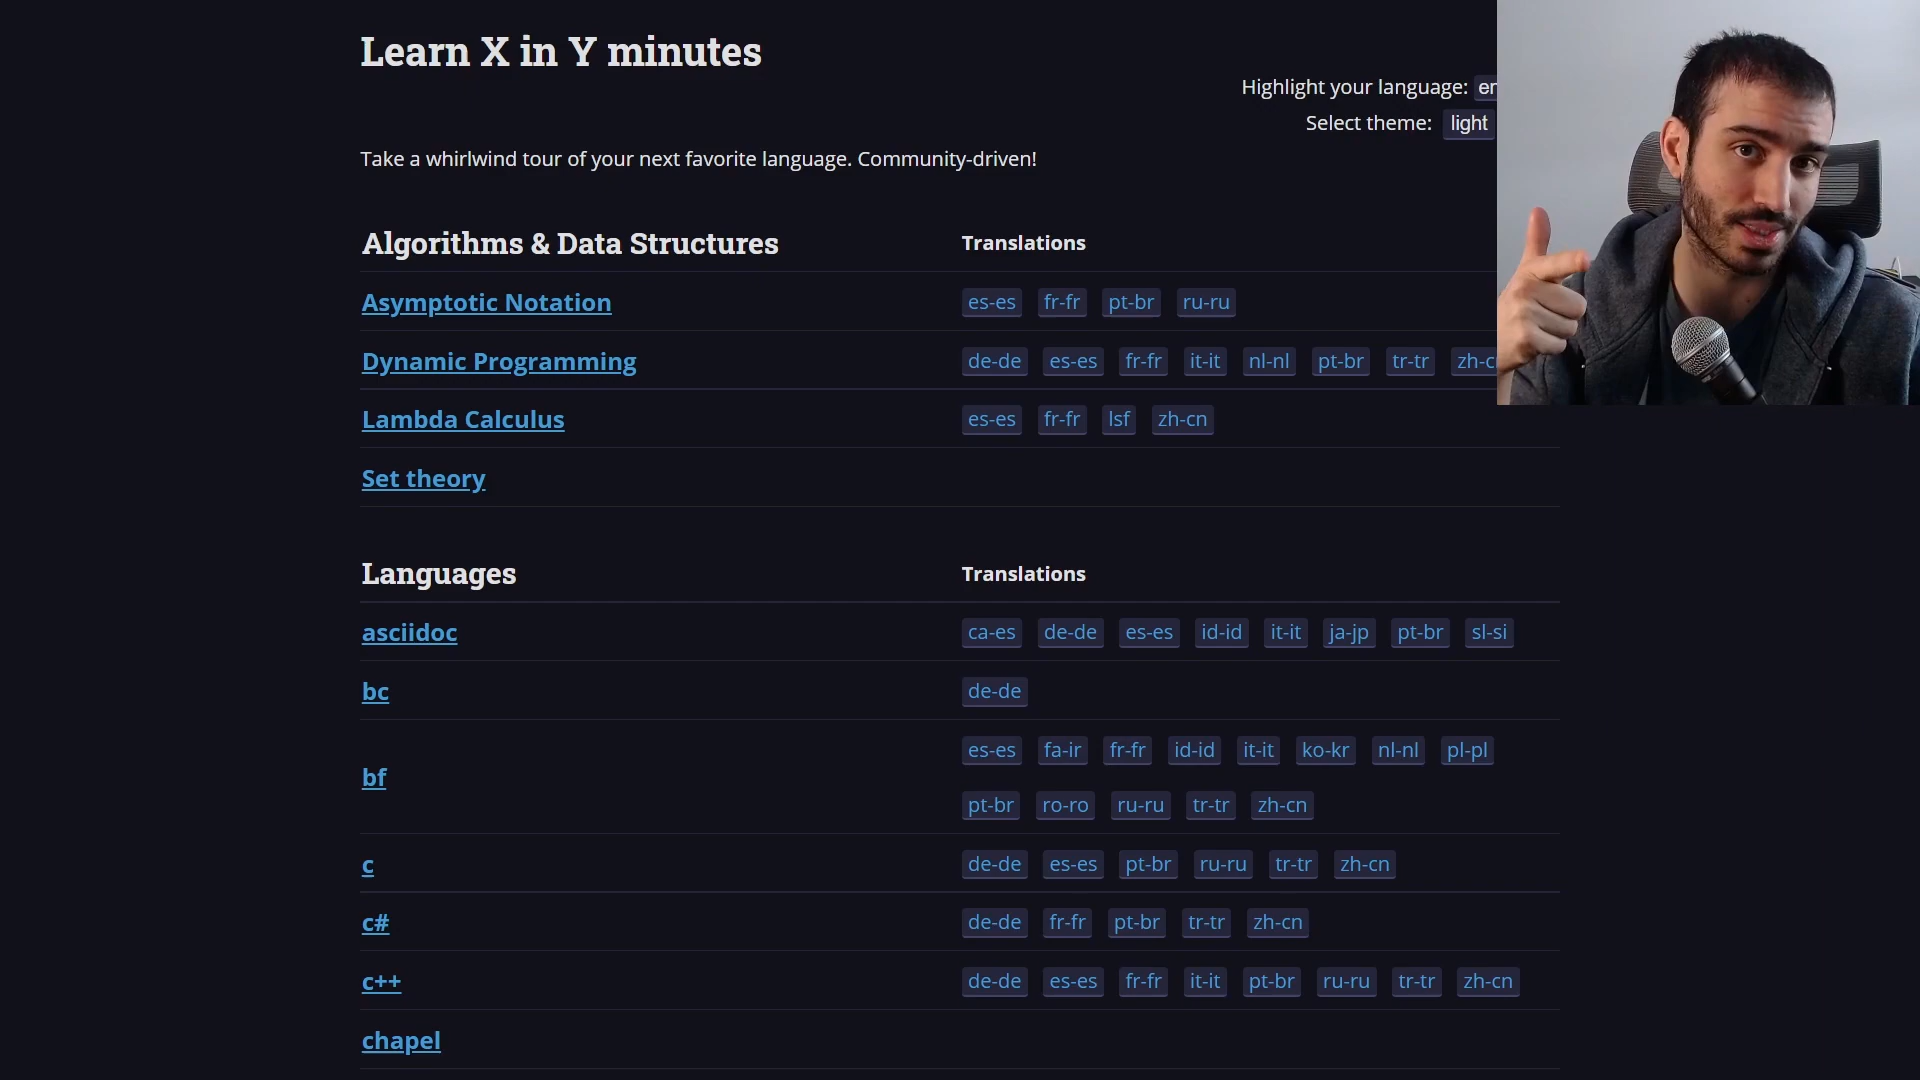 Learn X in Y minutes
Highlight your language: en
Select theme: light
Take a whirlwind tour of your next favorite language. Community-driven!
Algorithms & Data Structures Translations
Asymptotic Notation es-es fr-fr pt-br ru-ru
Dynamic Programming de-de es-es fr-fr it-it nl-nl pt-br tr-tr
Lambda Calculus es-es fr-fr lsf zh-cn
Set theory
Languages Translations
asciidoc ca-es de-de es-es id-id it-it ja-jp pt-br sl-si
bc de-de
bf es-es fa-ir fr-fr id-id it-it ko-kr nl-nl pl-pl
pt-br ro-ro ru-ru tr-tr zh-cn
c de-de es-es pt-br ru-ru tr-tr zh-cn
c# de-de fr-fr pt-br tr-tr zh-cn
c++ de-de es-es fr-fr it-it pt-br ru-ru tr-tr zh-cn
chapel